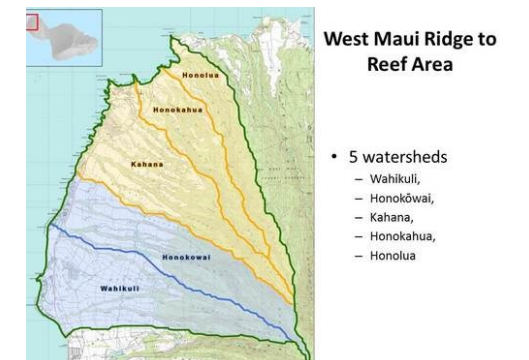 West Maui Ridge to
Reef Area
Honolua
Honokahua
Kahana
Honokowai
Wahikuli
• 5 watersheds
– Wahikuli,
– Honokōwai,
– Kahana,
– Honokahua,
– Honolua